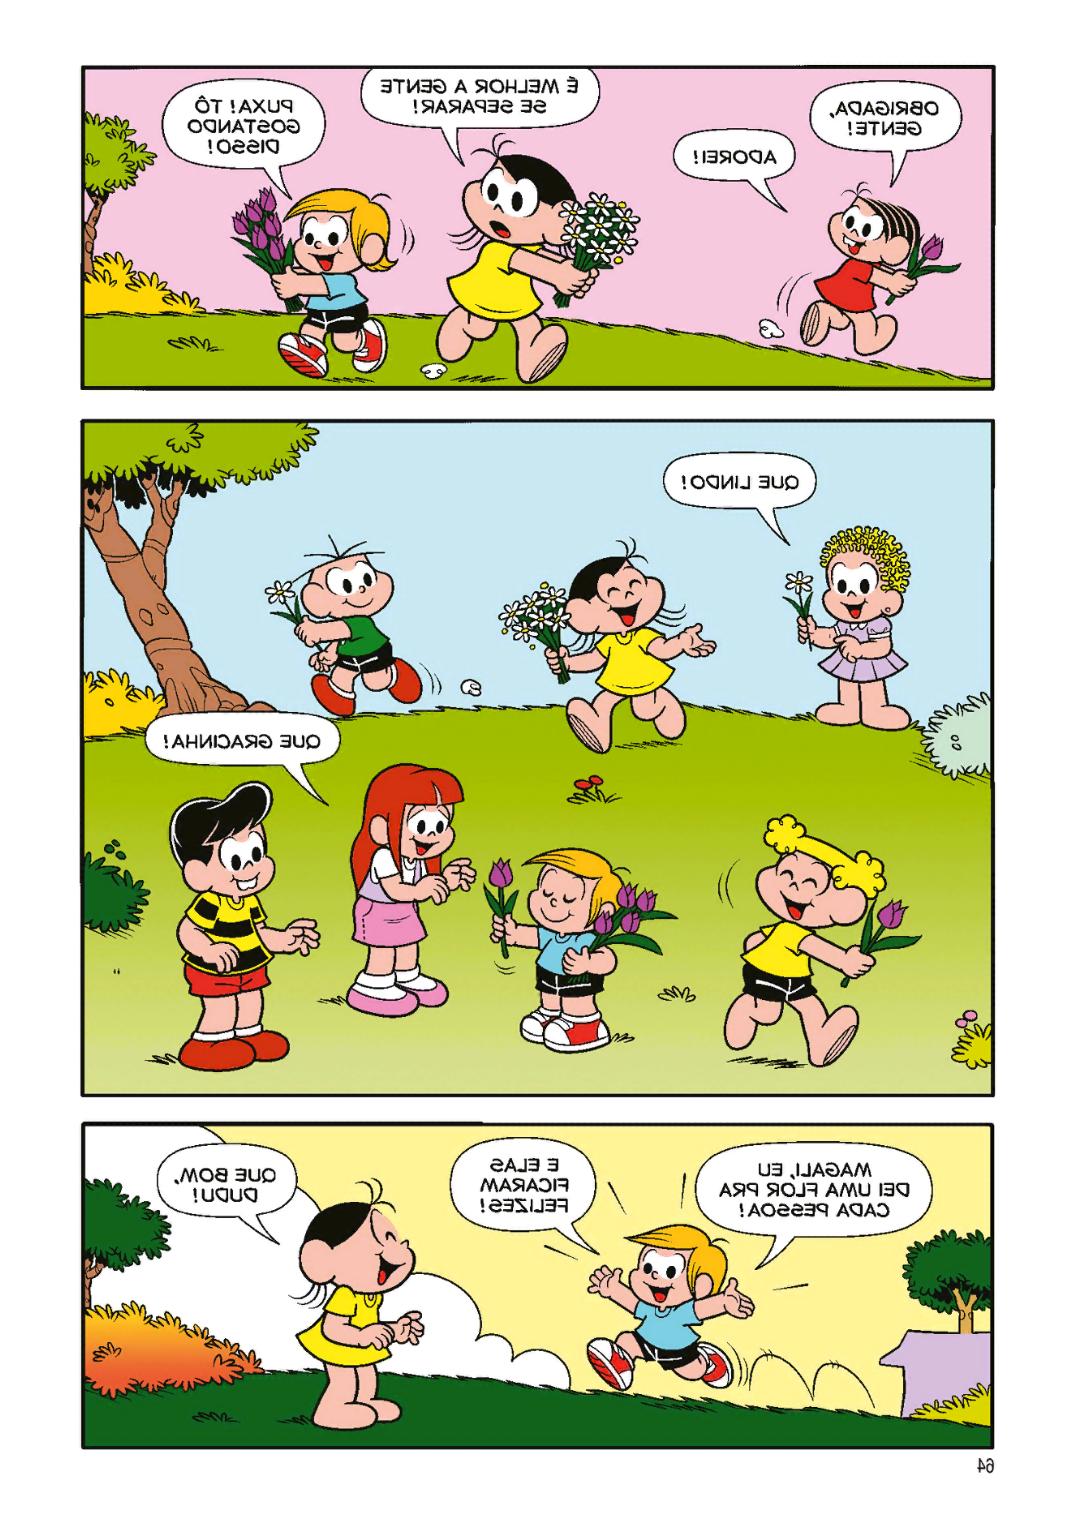 OBRIGADA,
GENTE!
ADOREI!
É MELHOR A GENTE
SE SEPARAR!
PUXA! TÔ
GOSTANDO
DISSO!
QUE LINDO!
QUE GRACINHA!
MAGALI, EU
DEI UMA FLOR PRA
CADA PESSOA!
E ELAS
FICARAM
FELIZES!
QUE BOM,
DUDU!
64